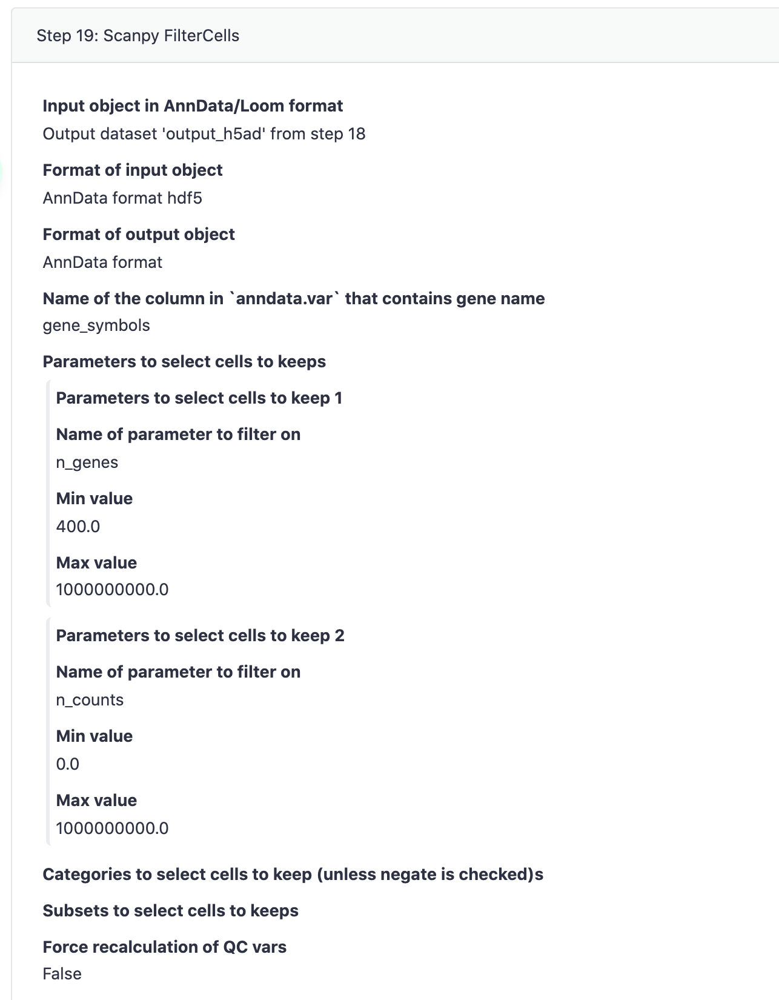 Step 19: Scanpy FilterCells
Input object in AnnData/Loom format
Output dataset 'output_h5ad' from step 18
Format of input object
AnnData format hdf5
Format of output object
AnnData format
Name of the column in `anndata.var` that contains gene name
gene_symbols
Parameters to select cells to keeps
Parameters to select cells to keep 1
Name of parameter to filter on
n_genes
Min value
400.0
Max value
1000000000.0
Parameters to select cells to keep 2
Name of parameter to filter on
n_counts
Min value
0.0
Max value
1000000000.0
Categories to select cells to keep (unless negate is checked)s
Subsets to select cells to keeps
Force recalculation of QC vars
False